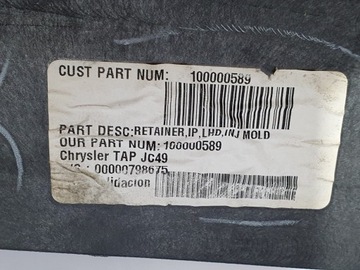 CUST PART NUM: 100000589
PART DESC:RETAINER,IP,LHD,INJ MOLD
OUR PART NUM:100000589
Chrysler TAP JC49
00000798675